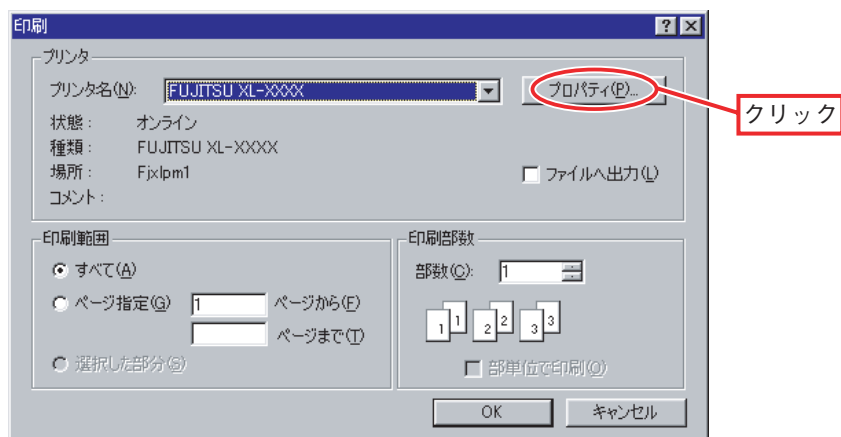 印刷
プリンタ
プリンタ名(N): FUJITSU XL-XXXX プロパティ(P)...
クリック
状態: オンライン
種類: FUJITSU XL-XXXX
場所: Fjxlpm1 ファイルへ出力(L)
コメント:
印刷範囲
すべて(A)
ページ指定(G) 1 ページから(F)
ページまで(T)
選択した部分(S)
印刷部数
部数(C): 1
1 1 2 2 3 3
部単位で印刷(O)
OK キャンセル